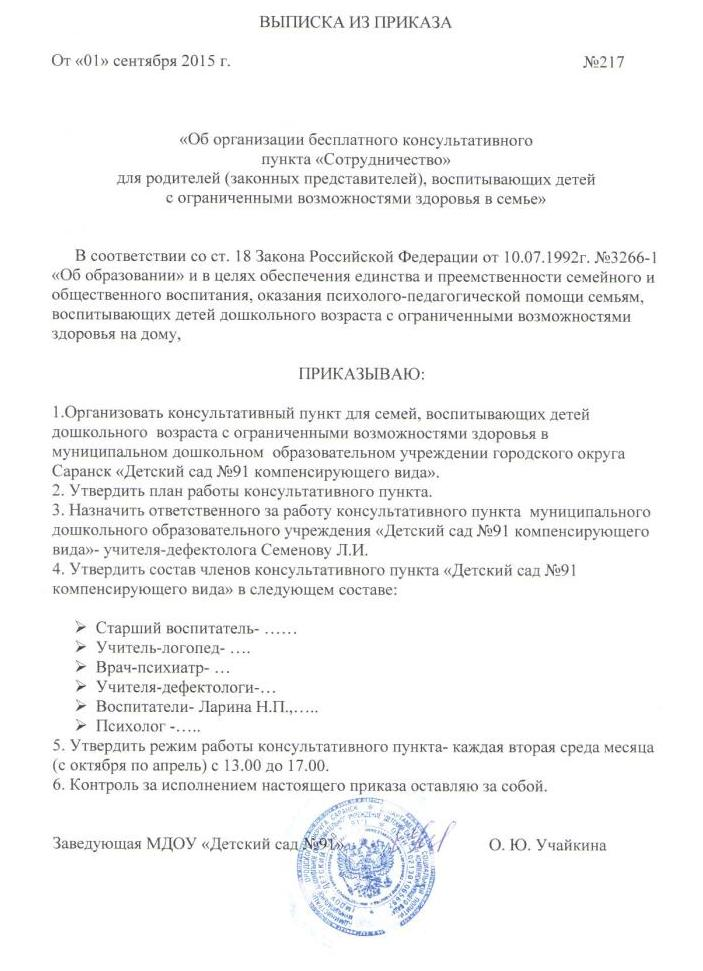 ВЫПИСКА ИЗ ПРИКАЗА
От «01» сентября 2015 г. №217
«Об организации бесплатного консультативного
пункта «Сотрудничество»
для родителей (законных представителей), воспитывающих детей
с ограниченными возможностями здоровья в семье»
В соответствии со ст. 18 Закона Российской Федерации от 10.07.1992г. №3266-1
«Об образовании» и в целях обеспечения единства и преемственности семейного и
общественного воспитания, оказания психолого-педагогической помощи семьям,
воспитывающих детей дошкольного возраста с ограниченными возможностями
здоровья на дому,
ПРИКАЗЫВАЮ:
1.Организовать консультативный пункт для семей, воспитывающих детей
дошкольного возраста с ограниченными возможностями здоровья в
муниципальном дошкольном образовательном учреждении городского округа
Саранск «Детский сад №91 компенсирующего вида».
2. Утвердить план работы консультативного пункта.
3. Назначить ответственного за работу консультативного пункта муниципального
дошкольного образовательного учреждения «Детский сад №91 компенсирующего
вида»- учителя-дефектолога Семенову Л.И.
4. Утвердить состав членов консультативного пункта «Детский сад №91
компенсирующего вида» в следующем составе:
➢ Старший воспитатель- ……
➢ Учитель-логопед- ….
➢ Врач-психиатр- …
➢ Учителя-дефектологи-…
➢ Воспитатели- Ларина Н.П.,…..
➢ Психолог -…..
5. Утвердить режим работы консультативного пункта- каждая вторая среда месяца
(с октября по апрель) с 13.00 до 17.00.
6. Контроль за исполнением настоящего приказа оставляю за собой.
Заведующая МДОУ «Детский сад №91» О. Ю. Учайкина